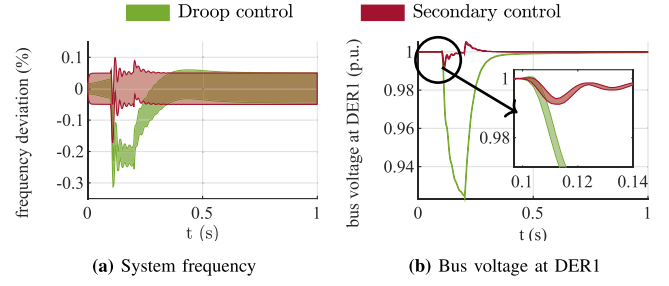 Droop control
Secondary control
frequency deviation (%)
0.1
0
-0.1
-0.2
-0.3
0
0.5
1
t (s)
(a) System frequency
bus voltage at DER1 (p.u.)
1
0.98
0.96
0.94
0
0.5
1
t (s)
1
0.98
0.1
0.12
0.14
(b) Bus voltage at DER1